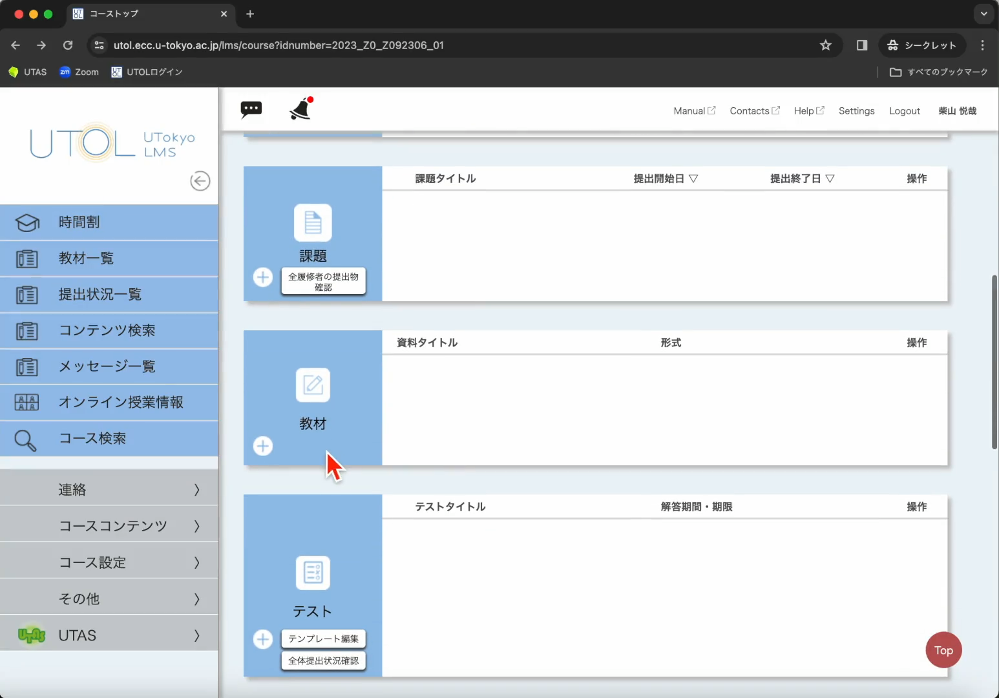 コーストップ
utol.ecc.u-tokyo.ac.jp/lms/course?idnumber=2023_Z0_Z092306_01
シークレット
UTAS
zm Zoom
UTOLログイン
すべてのブックマーク
UTOL UTokyo LMS
Manual
Contacts
Help
Settings
Logout
柴山 悦哉
時間割
教材一覧
提出状況一覧
コンテンツ検索
メッセージ一覧
オンライン授業情報
コース検索
連絡
コースコンテンツ
コース設定
その他
UTAS UTAS
課題
全履修者の提出物
確認
課題タイトル 提出開始日 ▽ 提出終了日 ▽ 操作
教材
資料タイトル 形式 操作
テスト
テンプレート編集
全体提出状況確認
テストタイトル 解答期間・期限 操作
Top